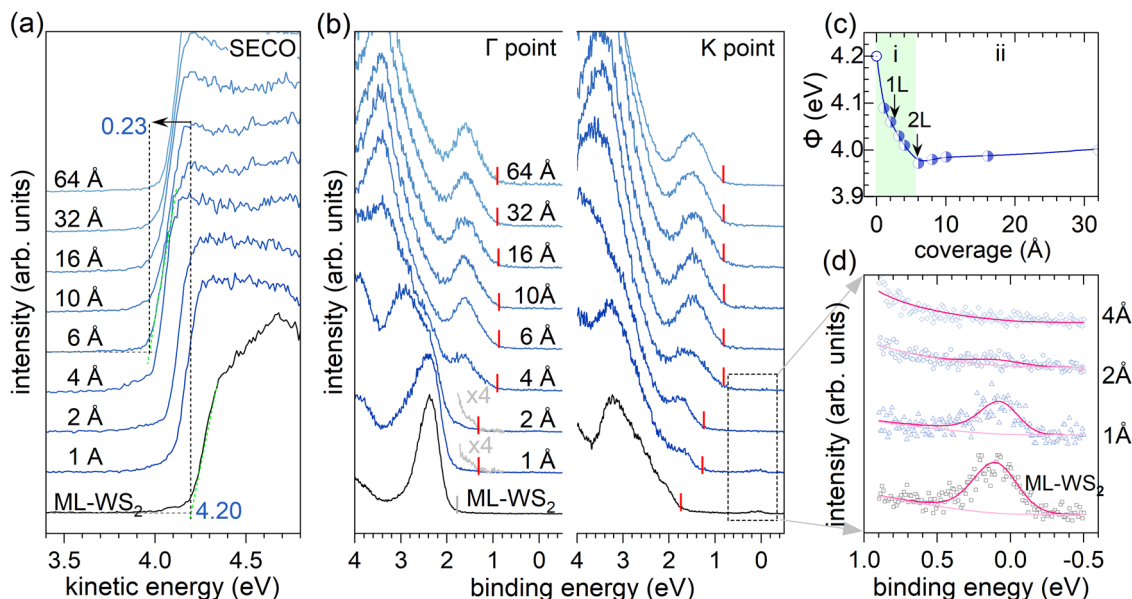 (a)
SECO
0.23
64 Å
32 Å
16 Å
10 Å
6 Å
4 Å
2 Å
1 A
ML-WS2
4.20
3.5 4.0 4.5
kinetic energy (eV)
intensity (arb. units)
(b)
Γ point
K point
64 Å
32 Å
16 Å
10Å
6 Å
4 Å
x4
2 Å
x4
1 Å
ML-WS2
4 3 2 1 0
4 3 2 1 0
binding energy (eV)
intensity (arb. units)
(c)
i
ii
1L
2L
4.2
4.1
4.0
3.9
Φ (eV)
0 10 20 30
coverage (Å)
(d)
4Å
2Å
1Å
ML-WS2
1.0 0.5 0.0 -0.5
binding energy (eV)
intensity (arb. units)